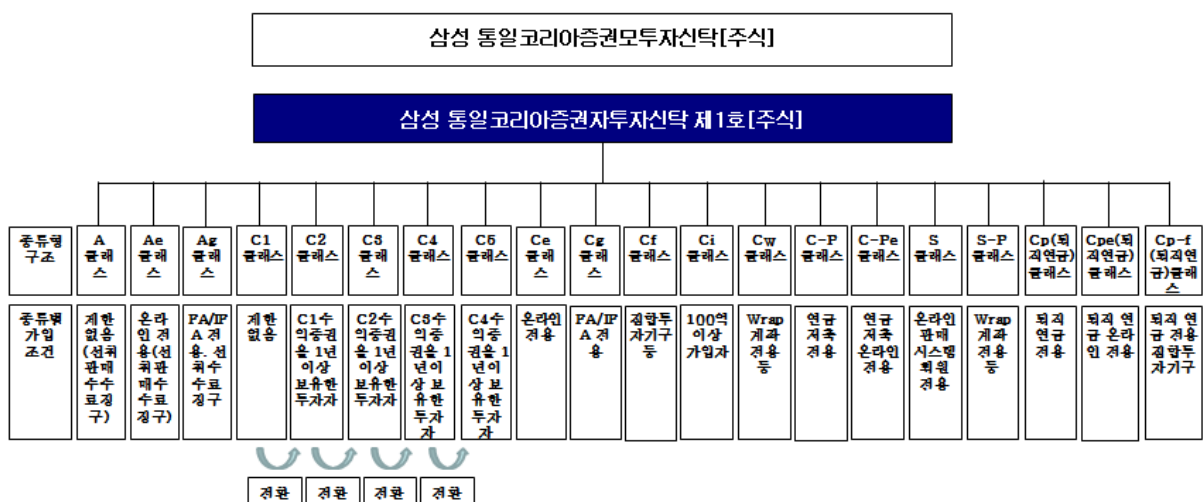 삼성 통일코리아증권모투자신탁[주식]
삼성 통일코리아증권자투자신탁 제1호[주식]
종류형
구조
A
클래
스
Ae
클래
스
Ag
클래
스
C1
클래스
C2
클래스
C3
클래
스
C4
클래스
C5
클래
스
Ce
클래스
Cg
클래
스
Cf
클래스
Ci
클래스
Cw
클래스
C-P
클래스
C-Pe
클래스
S
클래스
S-P
클래스
Cp(퇴
직연금)
클래스
Cpe(퇴
직연금)
클래스
Cp-f
(퇴직연
금)클래
스
종류별
가입
조건
제한
없음
(선취
판매
수수
료징
구)
온라
인 전
용(선
취판
매수
수료
징구)
FA/IF
A 전
용. 선
취수
수료
징구
제한
없음
C1수
익증권
을 1년
이상
보유한
투자자
C2수
익증권
을 1년
이상 보
유한 투
자자
C3수
익증
권을 1
년이
상 보
유한
투자
자
C4수
익증
권을 1
년이
상 보
유한
투자
자
온라인
전용
FA/IF
A 전
용
집합투
자기구
등
100억
이상
가입자
Wrap
계좌
전용
등
연금
저축
전용
연금
저축
온라인
전용
온라인
판매
시스템
회원
전용
Wrap
계좌
전용
등
퇴직
연금
전용
퇴직 연
금 온라
인 전용
퇴직 연
금 전용
집합투
자기구
전환
전환
전환
전환